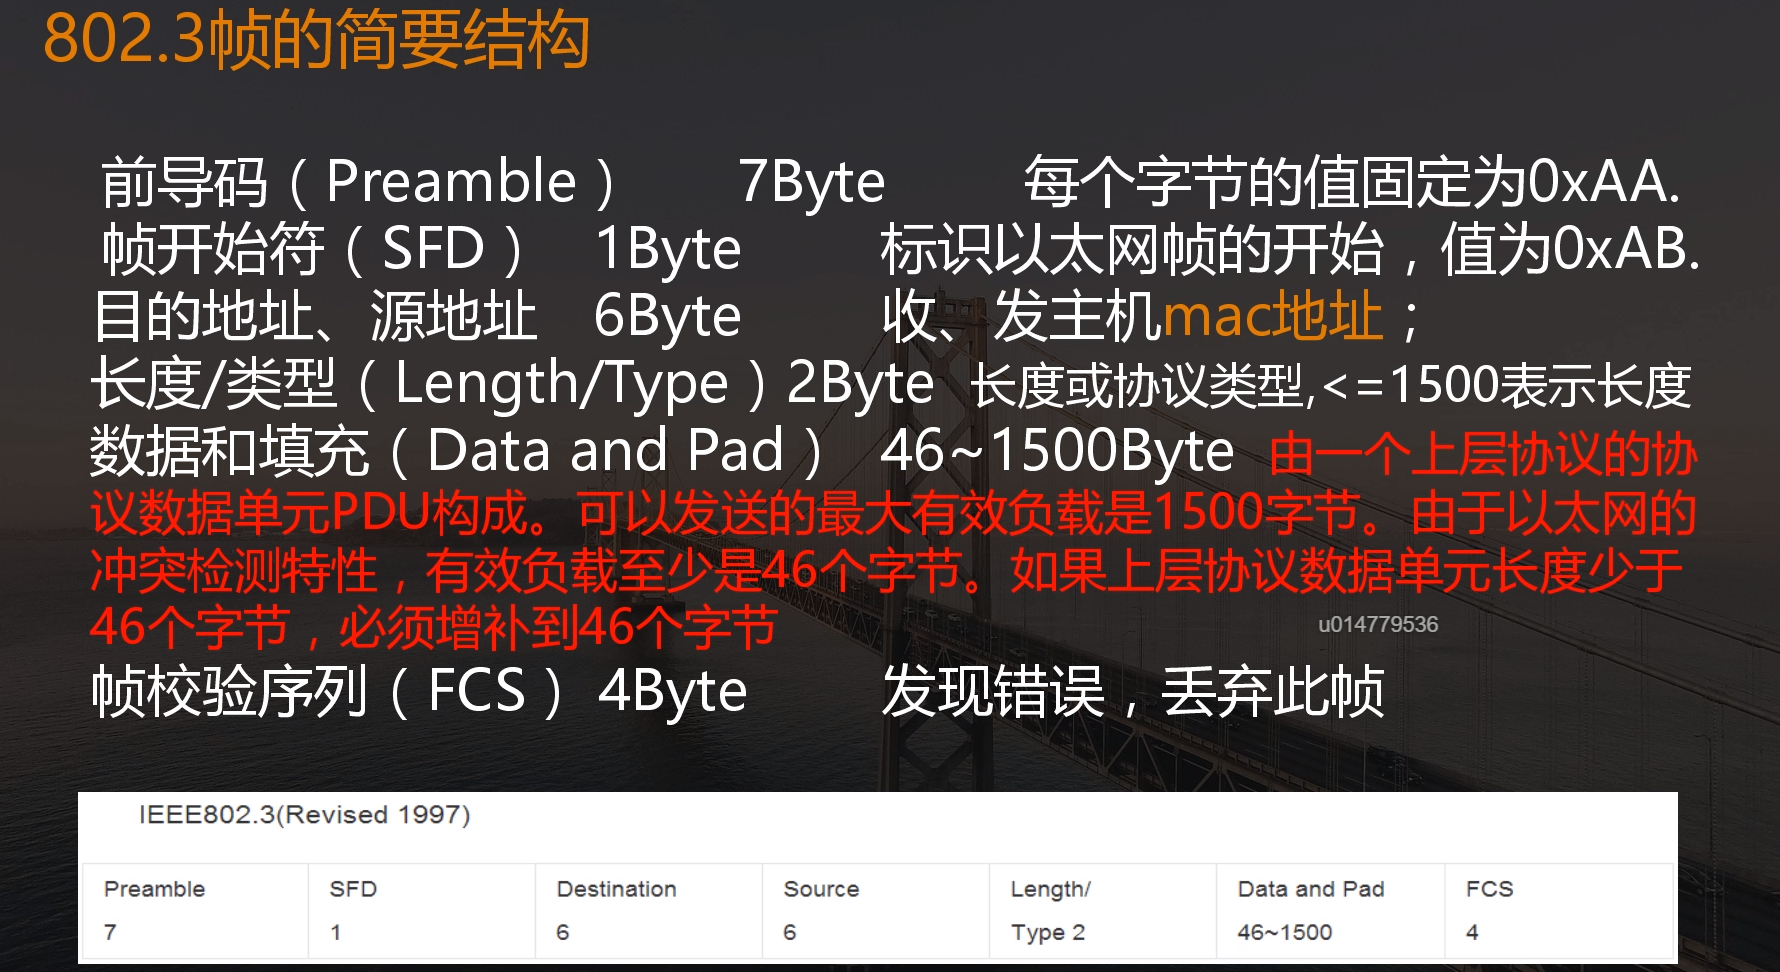 802.3帧的简要结构
前导码（Preamble） 7Byte 每个字节的值固定为0xAA.
帧开始符（SFD） 1Byte 标识以太网帧的开始，值为0xAB.
目的地址、源地址 6Byte 收、发主机mac地址；
长度/类型（Length/Type）2Byte 长度或协议类型,<=1500表示长度
数据和填充（Data and Pad） 46~1500Byte 由一个上层协议的协
议数据单元PDU构成。可以发送的最大有效负载是1500字节。由于以太网的
冲突检测特性，有效负载至少是46个字节。如果上层协议数据单元长度少于
46个字节，必须增补到46个字节
u014779536
帧校验序列（FCS） 4Byte 发现错误，丢弃此帧
IEEE802.3(Revised 1997)
Preamble SFD Destination Source Length/ Data and Pad FCS
7 1 6 6 Type 2 46~1500 4